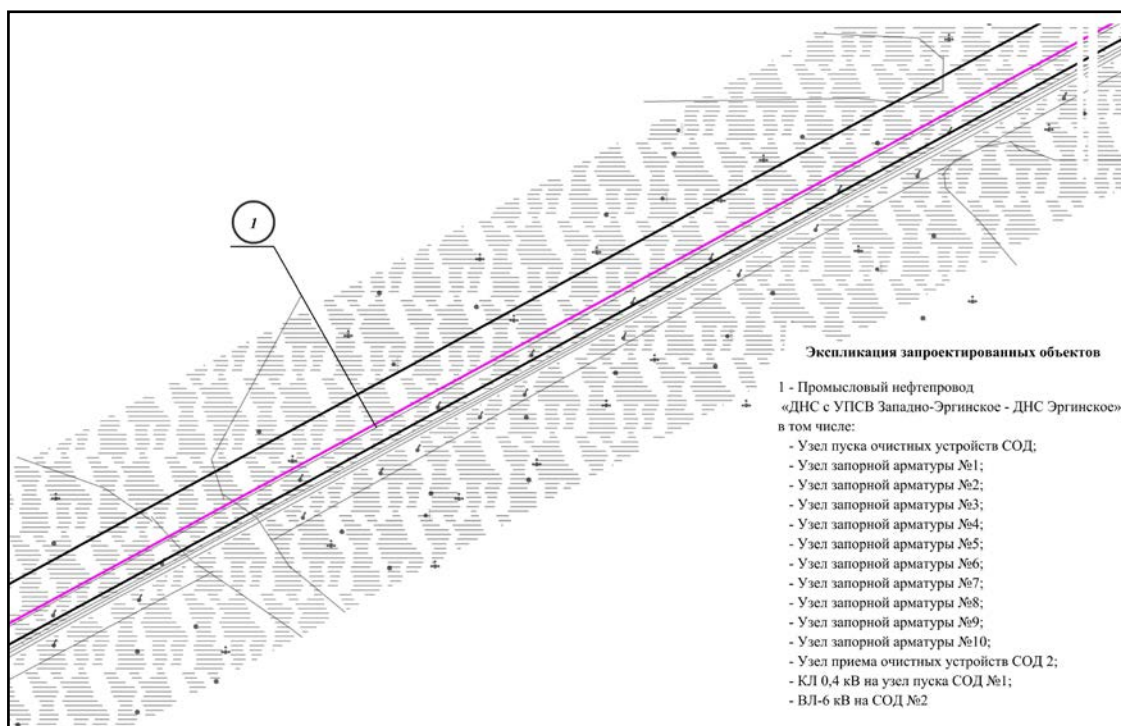 1
Экспликация запроектированных объектов
1 - Промысловый нефтепровод
«ДНС с УПСВ Западно-Эргинское - ДНС Эргинское»
в том числе:
- Узел пуска очистных устройств СОД;
- Узел запорной арматуры №1;
- Узел запорной арматуры №2;
- Узел запорной арматуры №3;
- Узел запорной арматуры №4;
- Узел запорной арматуры №5;
- Узел запорной арматуры №6;
- Узел запорной арматуры №7;
- Узел запорной арматуры №8;
- Узел запорной арматуры №9;
- Узел запорной арматуры №10;
- Узел приема очистных устройств СОД 2;
- КЛ 0,4 кВ на узел пуска СОД №1;
- ВЛ-6 кВ на СОД №2